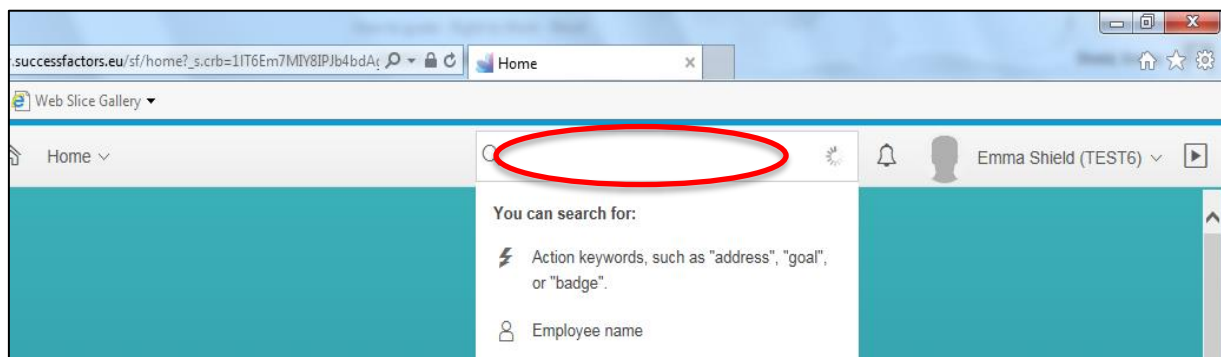 .successfactors.eu/sf/home?_s.crb=1IT6Em7MIY8IPJb4bdA
Home
Web Slice Gallery
Home
Emma Shield (TEST6)
You can search for:
Action keywords, such as "address", "goal",
or "badge".
Employee name